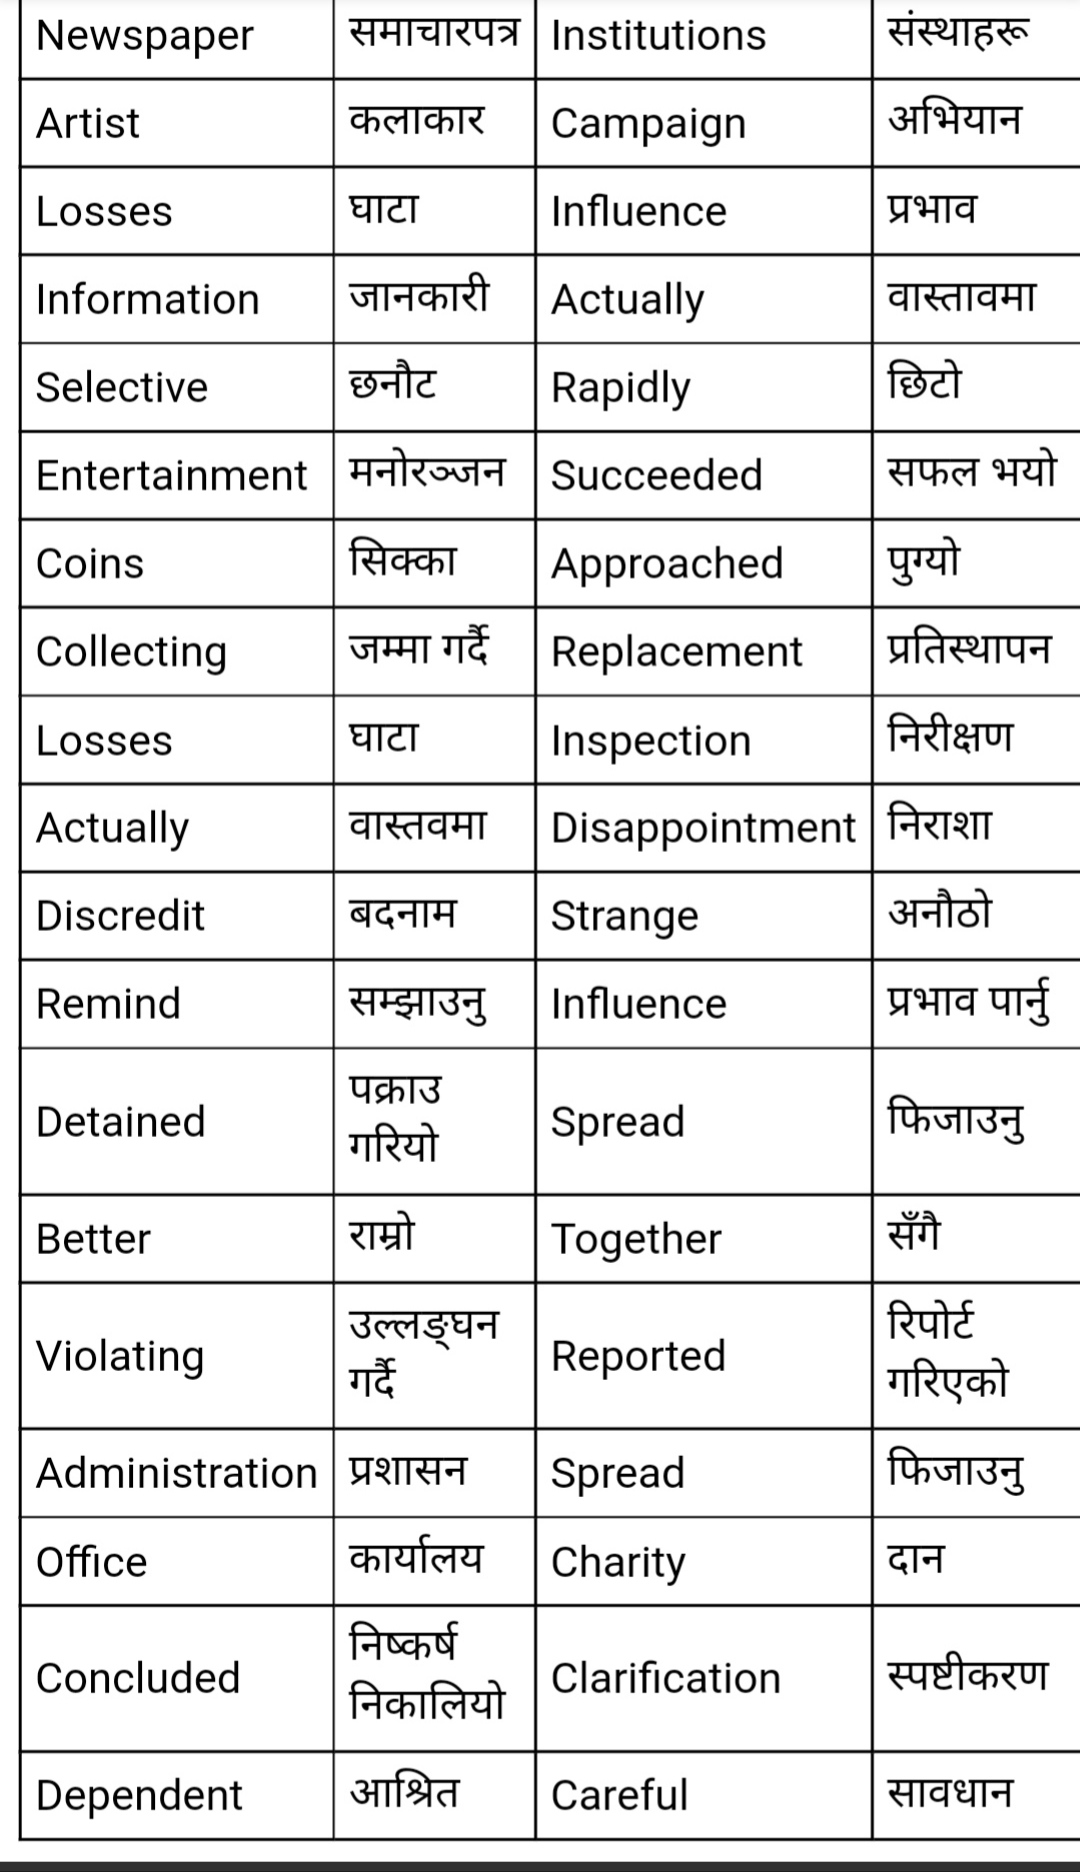 Newspaper समाचारपत्र Institutions संस्थाहरू
Artist कलाकार Campaign अभियान
Losses घाटा Influence प्रभाव
Information जानकारी Actually वास्तावमा
Selective छनौट Rapidly छिटो
Entertainment मनोरञ्जन Succeeded सफल भयो
Coins सिक्का Approached पुग्यो
Collecting जम्मा गर्दै Replacement प्रतिस्थापन
Losses घाटा Inspection निरीक्षण
Actually वास्तवमा Disappointment निराशा
Discredit बदनाम Strange अनौठो
Remind सम्झाउनु Influence प्रभाव पार्नु
Detained पक्राउ
गरियो Spread फिजाउनु
Better राम्रो Together सँगै
Violating उल्लङ्घन
गर्दै Reported रिपोर्ट
गरिएको
Administration प्रशासन Spread फिजाउनु
Office कार्यालय Charity दान
Concluded निष्कर्ष
निकालियो Clarification स्पष्टीकरण
Dependent आश्रित Careful सावधान